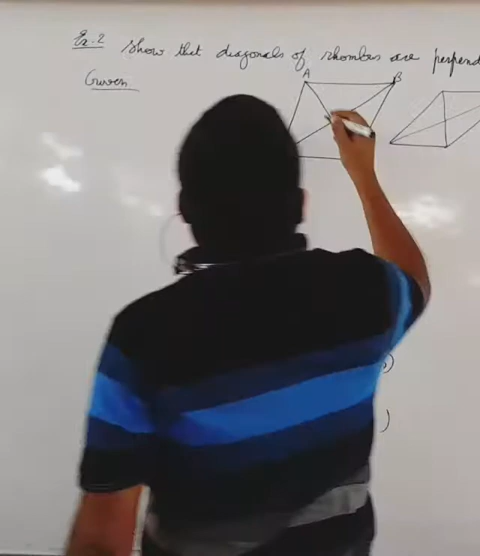 Ex.2 Show that diagonals of rhombus are perpend
Given
A B
)
)